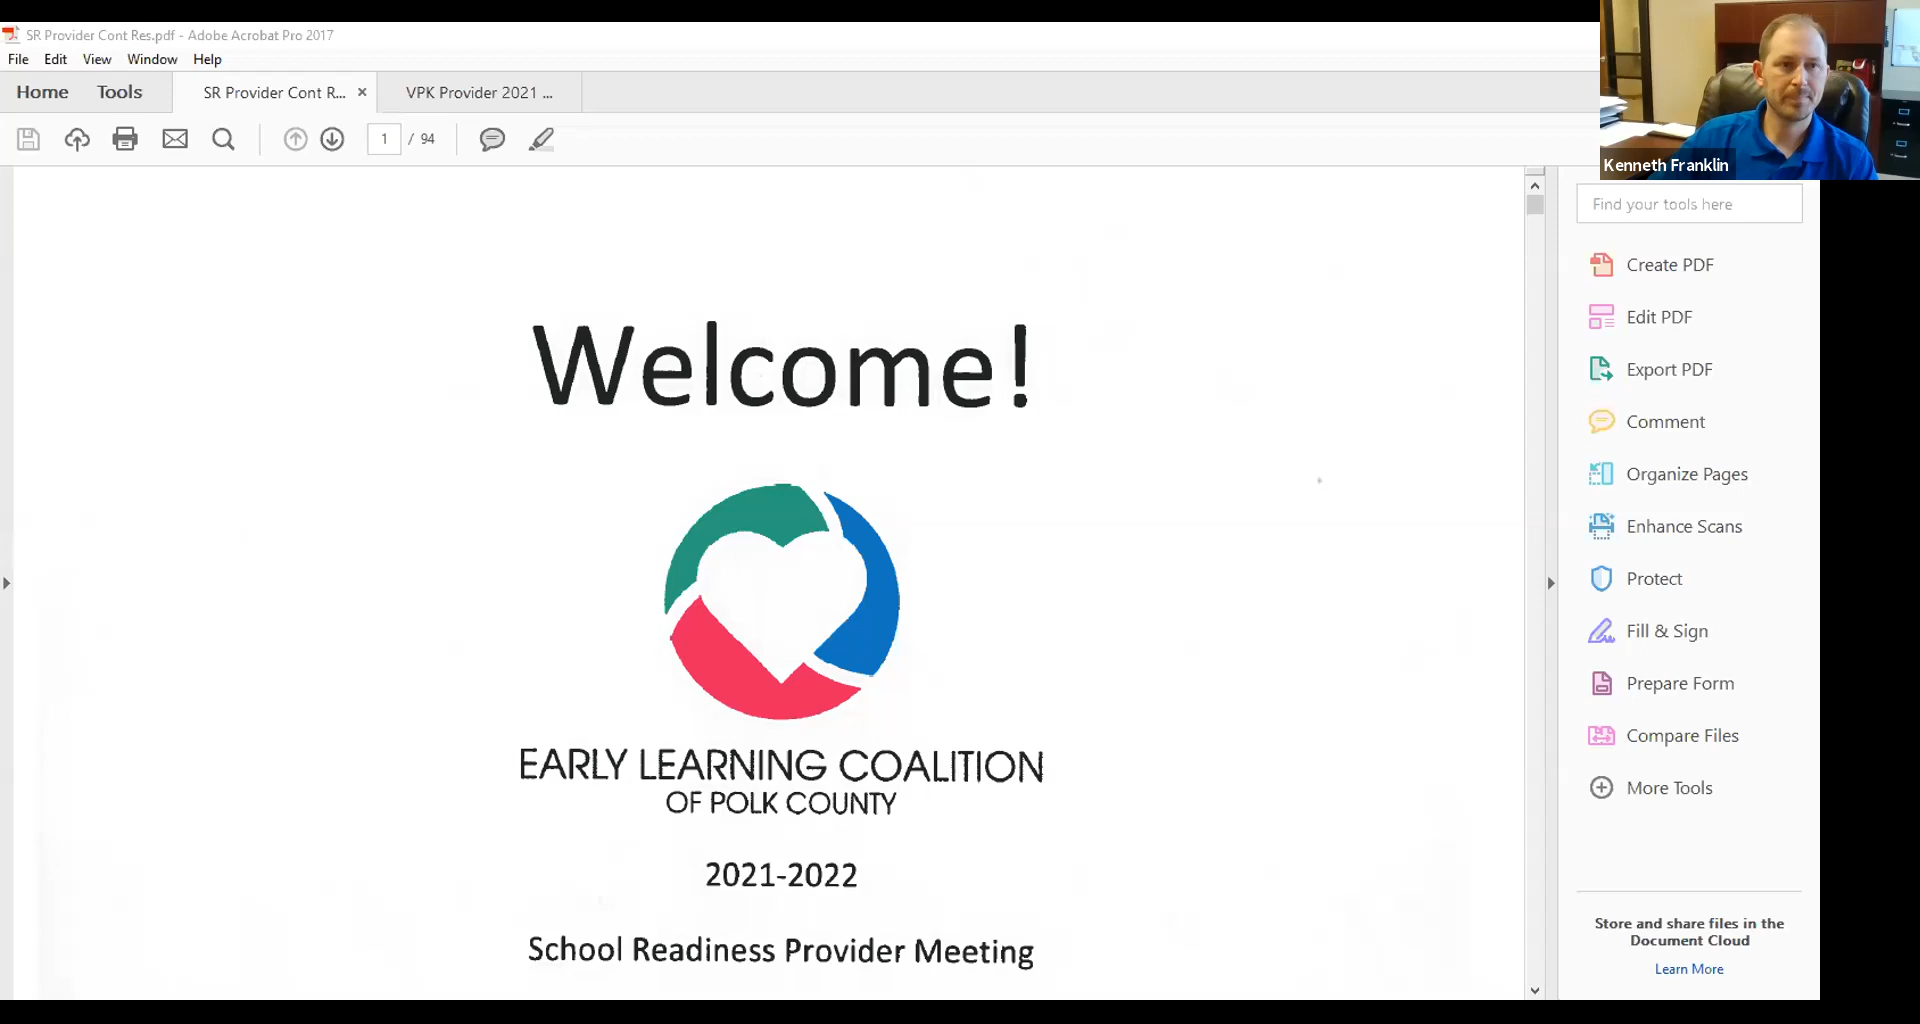 SR Provider Cont Res.pdf - Adobe Acrobat Pro 2017
File Edit View Window Help
Home Tools SR Provider Cont R... × VPK Provider 2021 ...
1 / 94
Kenneth Franklin
Find your tools here
Create PDF
Edit PDF
Export PDF
Comment
Organize Pages
Enhance Scans
Protect
Fill & Sign
Prepare Form
Compare Files
More Tools
Store and share files in the
Document Cloud
Learn More
Welcome!
EARLY LEARNING COALITION
OF POLK COUNTY
2021-2022
School Readiness Provider Meeting